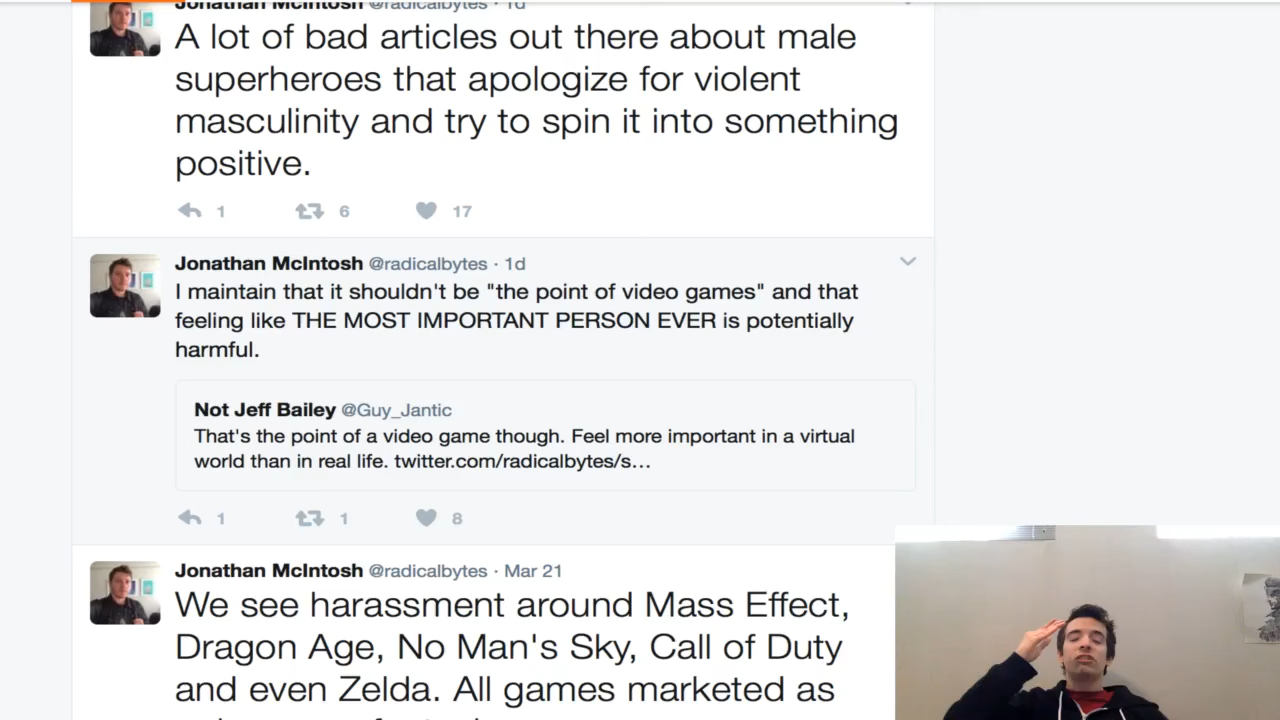 Jonathan McIntosh @radicalbytes · 1d
A lot of bad articles out there about male
superheroes that apologize for violent
masculinity and try to spin it into something
positive.
1 6 17
Jonathan McIntosh @radicalbytes · 1d
I maintain that it shouldn't be "the point of video games" and that
feeling like THE MOST IMPORTANT PERSON EVER is potentially
harmful.
Not Jeff Bailey @Guy_Jantic
That's the point of a video game though. Feel more important in a virtual
world than in real life. twitter.com/radicalbytes/s...
1 1 8
Jonathan McIntosh @radicalbytes · Mar 21
We see harassment around Mass Effect,
Dragon Age, No Man's Sky, Call of Duty
and even Zelda. All games marketed as